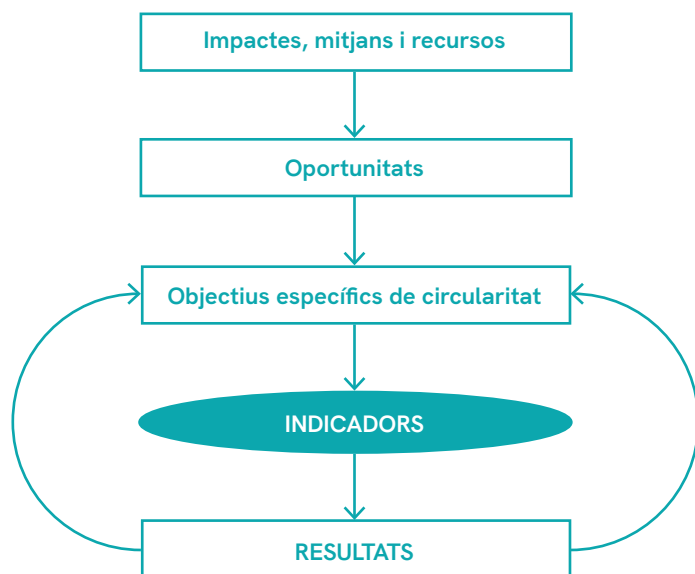 Impactes, mitjans i recursos
Oportunitats
Objectius específics de circularitat
INDICADORS
RESULTATS